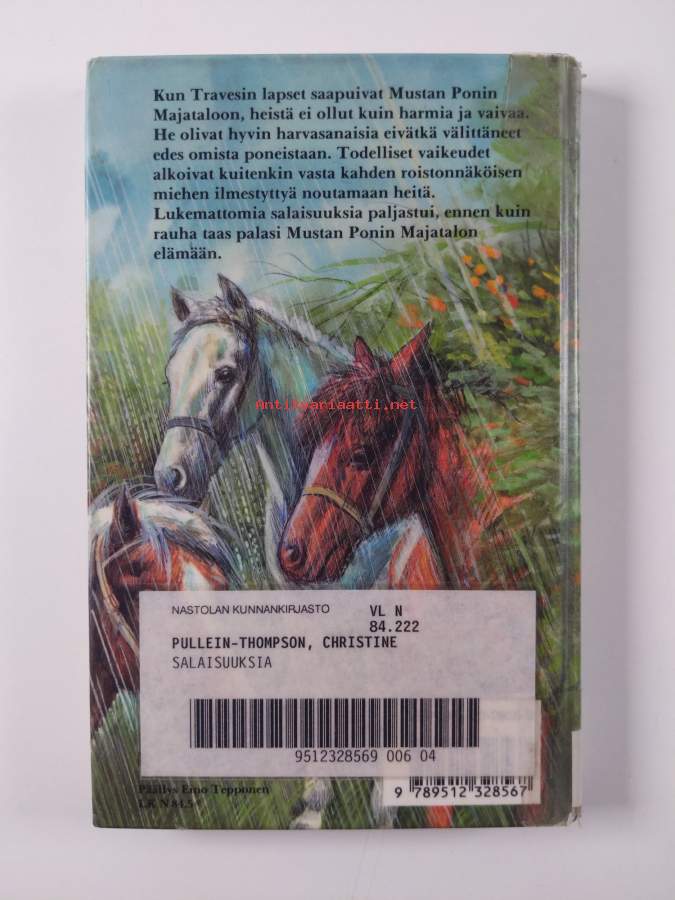 Kun Travesin lapset saapuivat Mustan Ponin
Majataloon, heistä ei ollut kuin harmia ja vaivaa.
He olivat hyvin harvasanaisia eivätkä välittäneet
edes omista poneistaan. Todelliset vaikeudet
alkoivat kuitenkin vasta kahden roistonnäköisen
miehen ilmestyttyä noutamaan heitä.
Lukemattomia salaisuuksia paljastui, ennen kuin
rauha taas palasi Mustan Ponin Majatalon
elämään.
Antikvariaatti.net
NASTOLAN KUNNANKIRJASTO VL N
84.222
PULLEIN-THOMPSON, CHRISTINE
SALAISUUKSIA
9512328569 006 04
Päällys Eino Tepponen
LK N 84.5
9 789512 328567